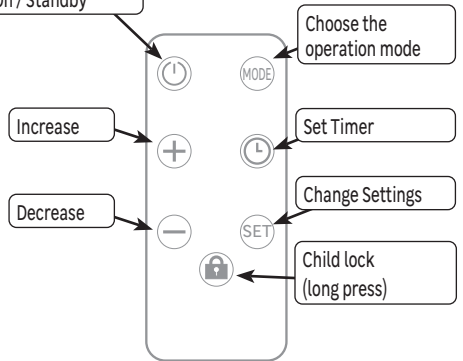 / Standby
Choose the
operation mode
MODE
Increase
Set Timer
Decrease
Change Settings
SET
Child lock
(long press)